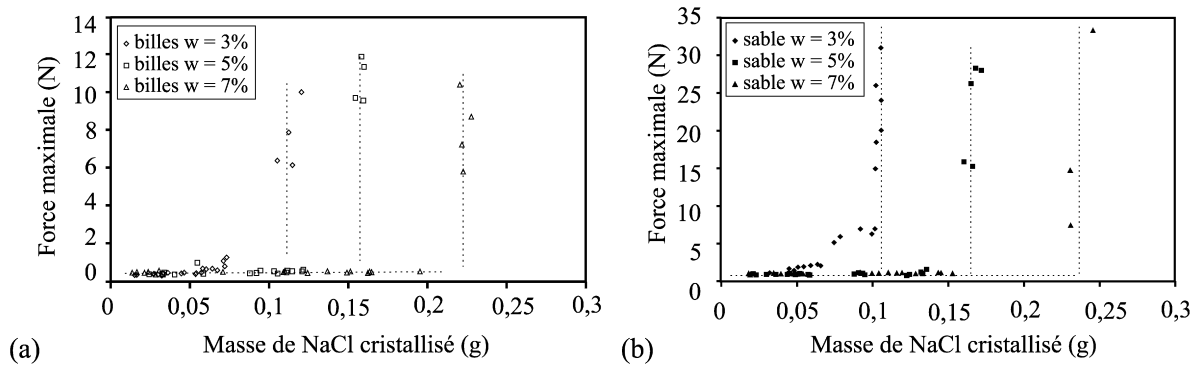 14
12
10
8
6
4
2
0
Force maximale (N)
billes w = 3%
billes w = 5%
billes w = 7%
0 0,05 0,1 0,15 0,2 0,25 0,3
Masse de NaCl cristallisé (g)
(a)
35
30
25
20
15
10
5
0
Force maximale (N)
sable w = 3%
sable w = 5%
sable w = 7%
0 0,05 0,1 0,15 0,2 0,25 0,3
Masse de NaCl cristallisé (g)
(b)